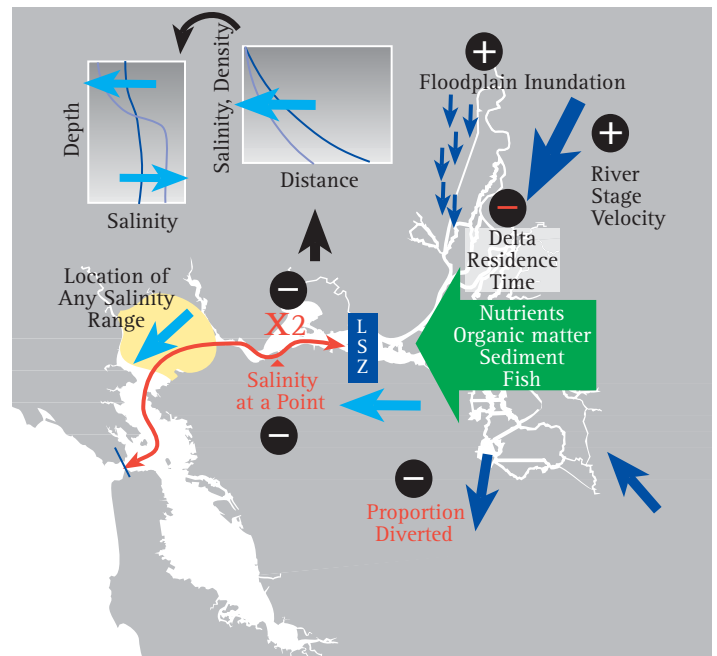 Depth
Salinity
Salinity, Density
Distance
+
Floodplain Inundation
+
River
Stage
Velocity
−
Delta
Residence
Time
Location of
Any Salinity
Range
−
X2
L
S
Z
Nutrients
Organic matter
Sediment
Fish
Salinity
at a Point
−
−
Proportion
Diverted